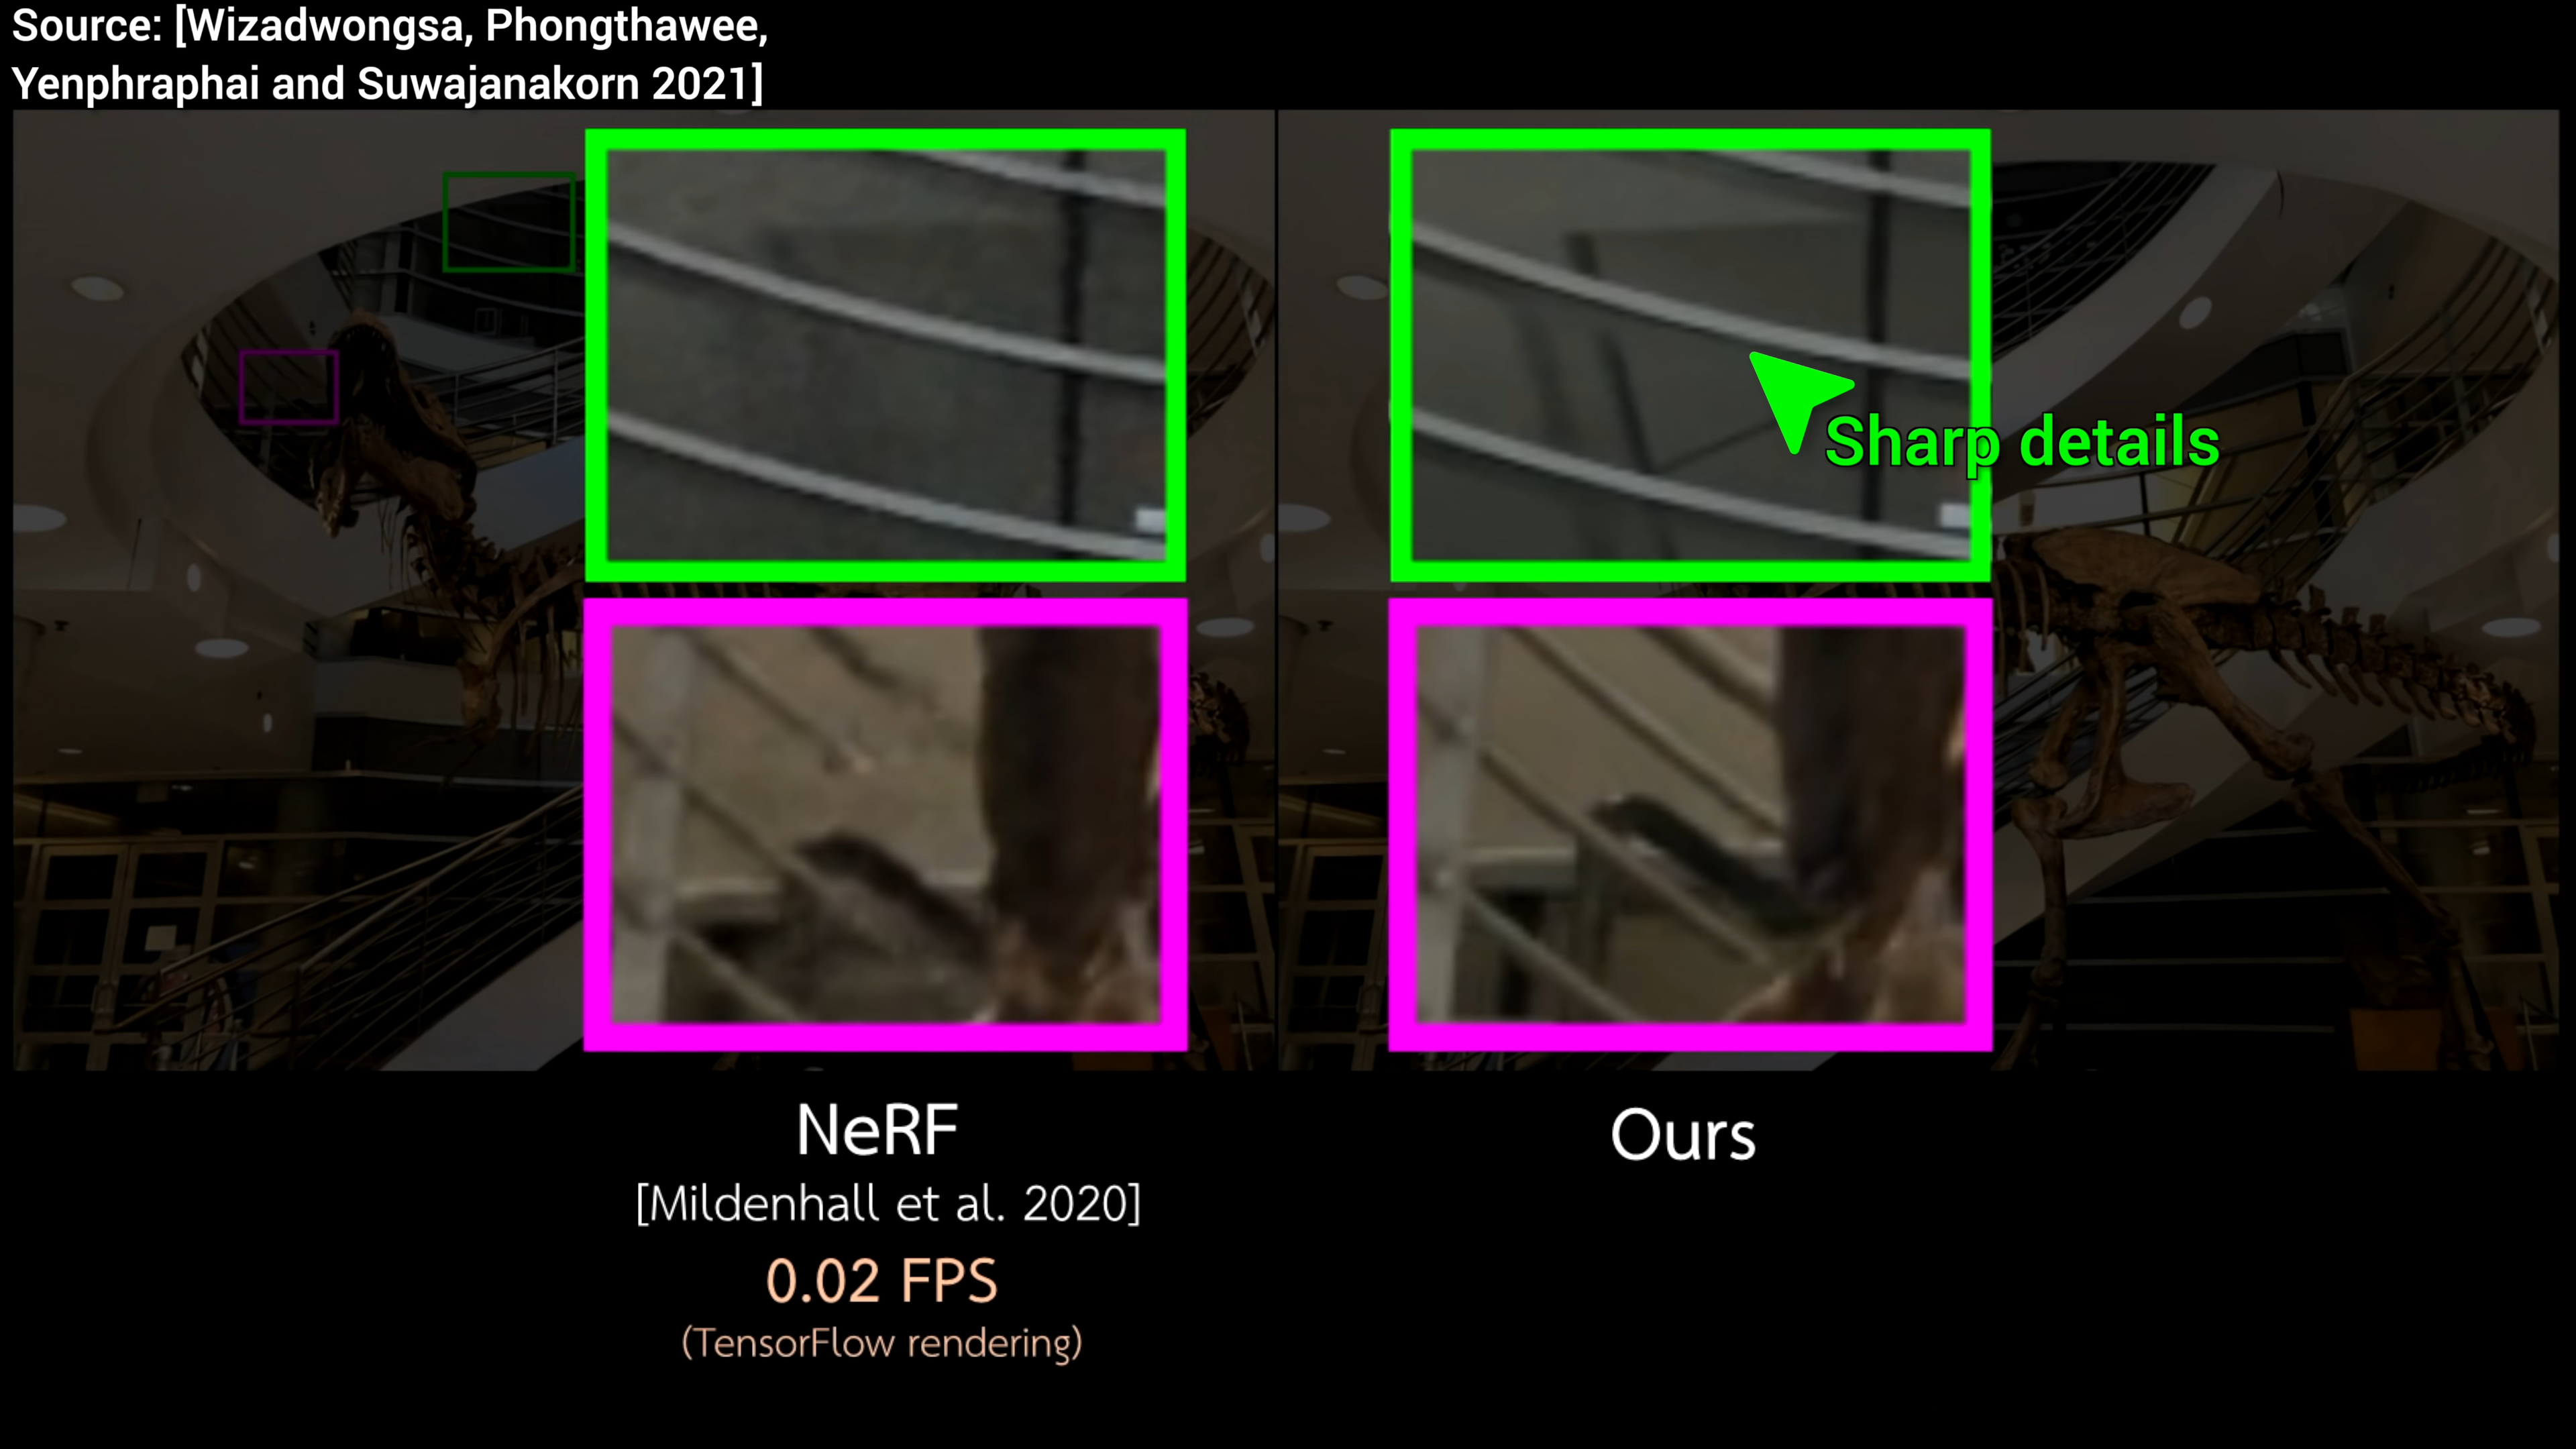 Source: [Wizadwongsa, Phongthawee,
Yenphraphai and Suwajanakorn 2021]
Sharp details
NeRF
[Mildenhall et al. 2020]
0.02 FPS
(TensorFlow rendering)
Ours